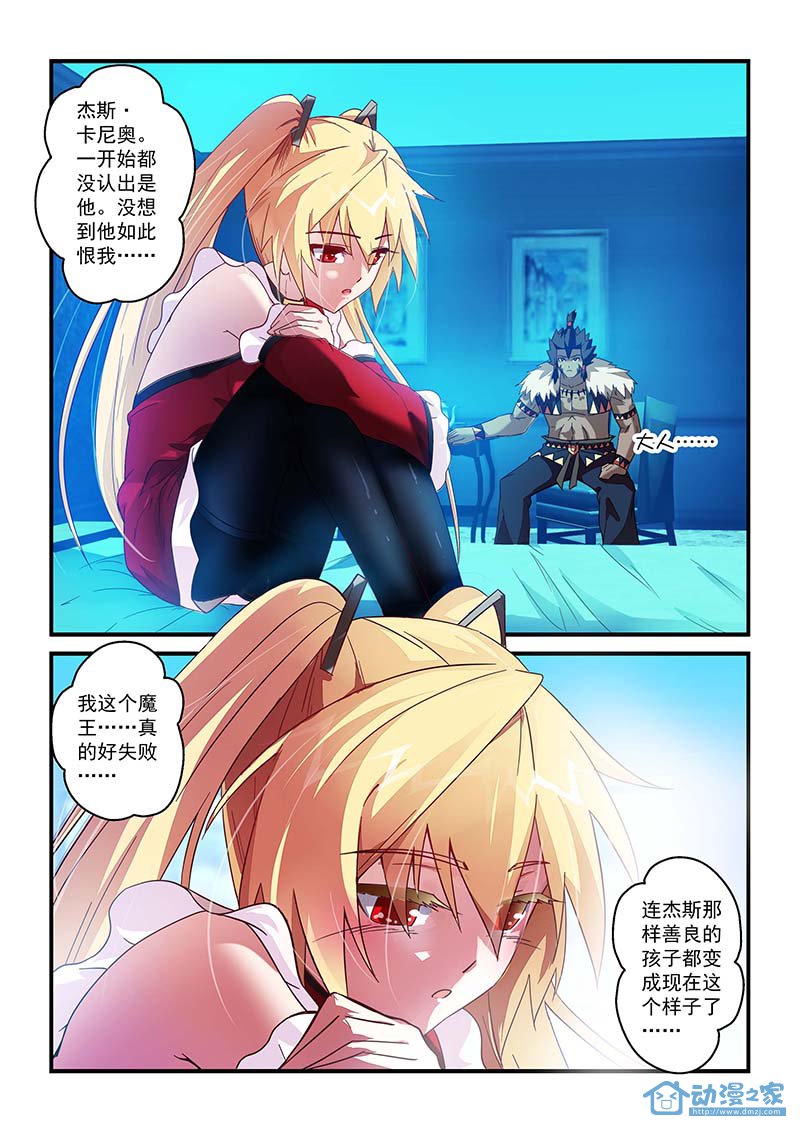 杰斯·
卡尼奥。
一开始都
没认出是
他。没想
到他如此
恨我……
大人……
我这个魔
王……真
的好失败
……
连杰斯那
样善良的
孩子都变
成现在这
个样子了
……
动漫之家
http://www.dmzj.com